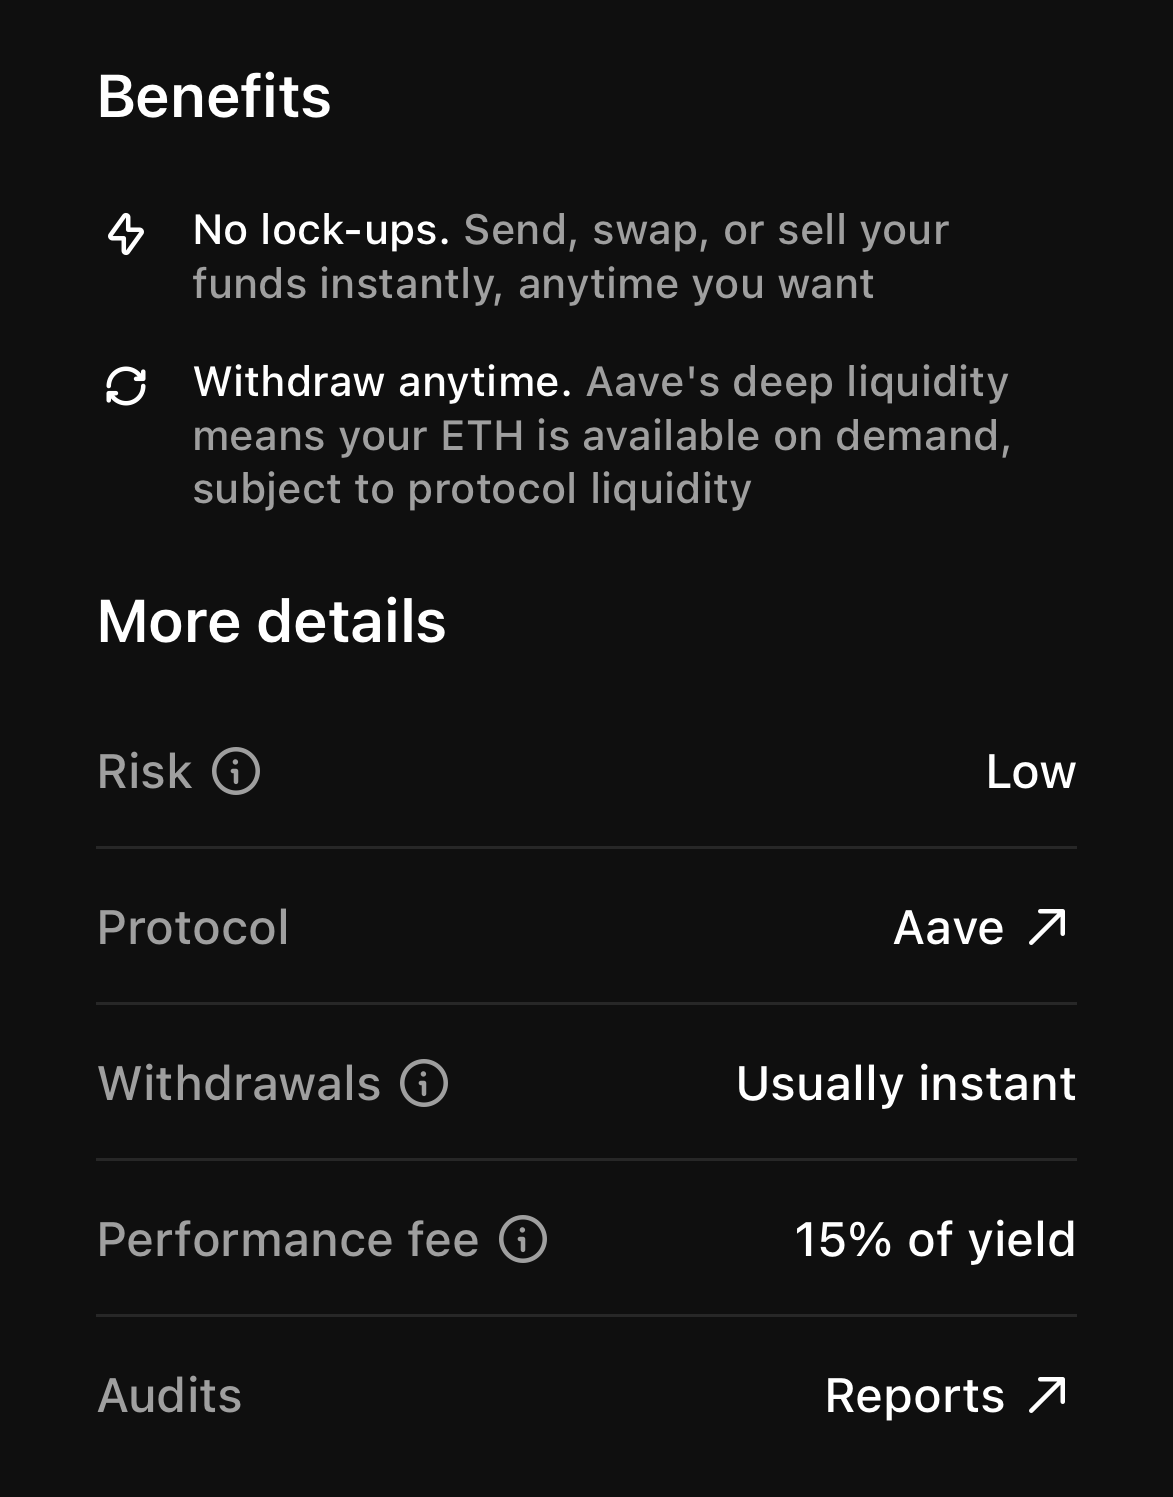 Benefits
No lock-ups. Send, swap, or sell your
funds instantly, anytime you want
Withdraw anytime. Aave's deep liquidity
means your ETH is available on demand,
subject to protocol liquidity
More details
Risk Low
Protocol Aave
Withdrawals Usually instant
Performance fee 15% of yield
Audits Reports